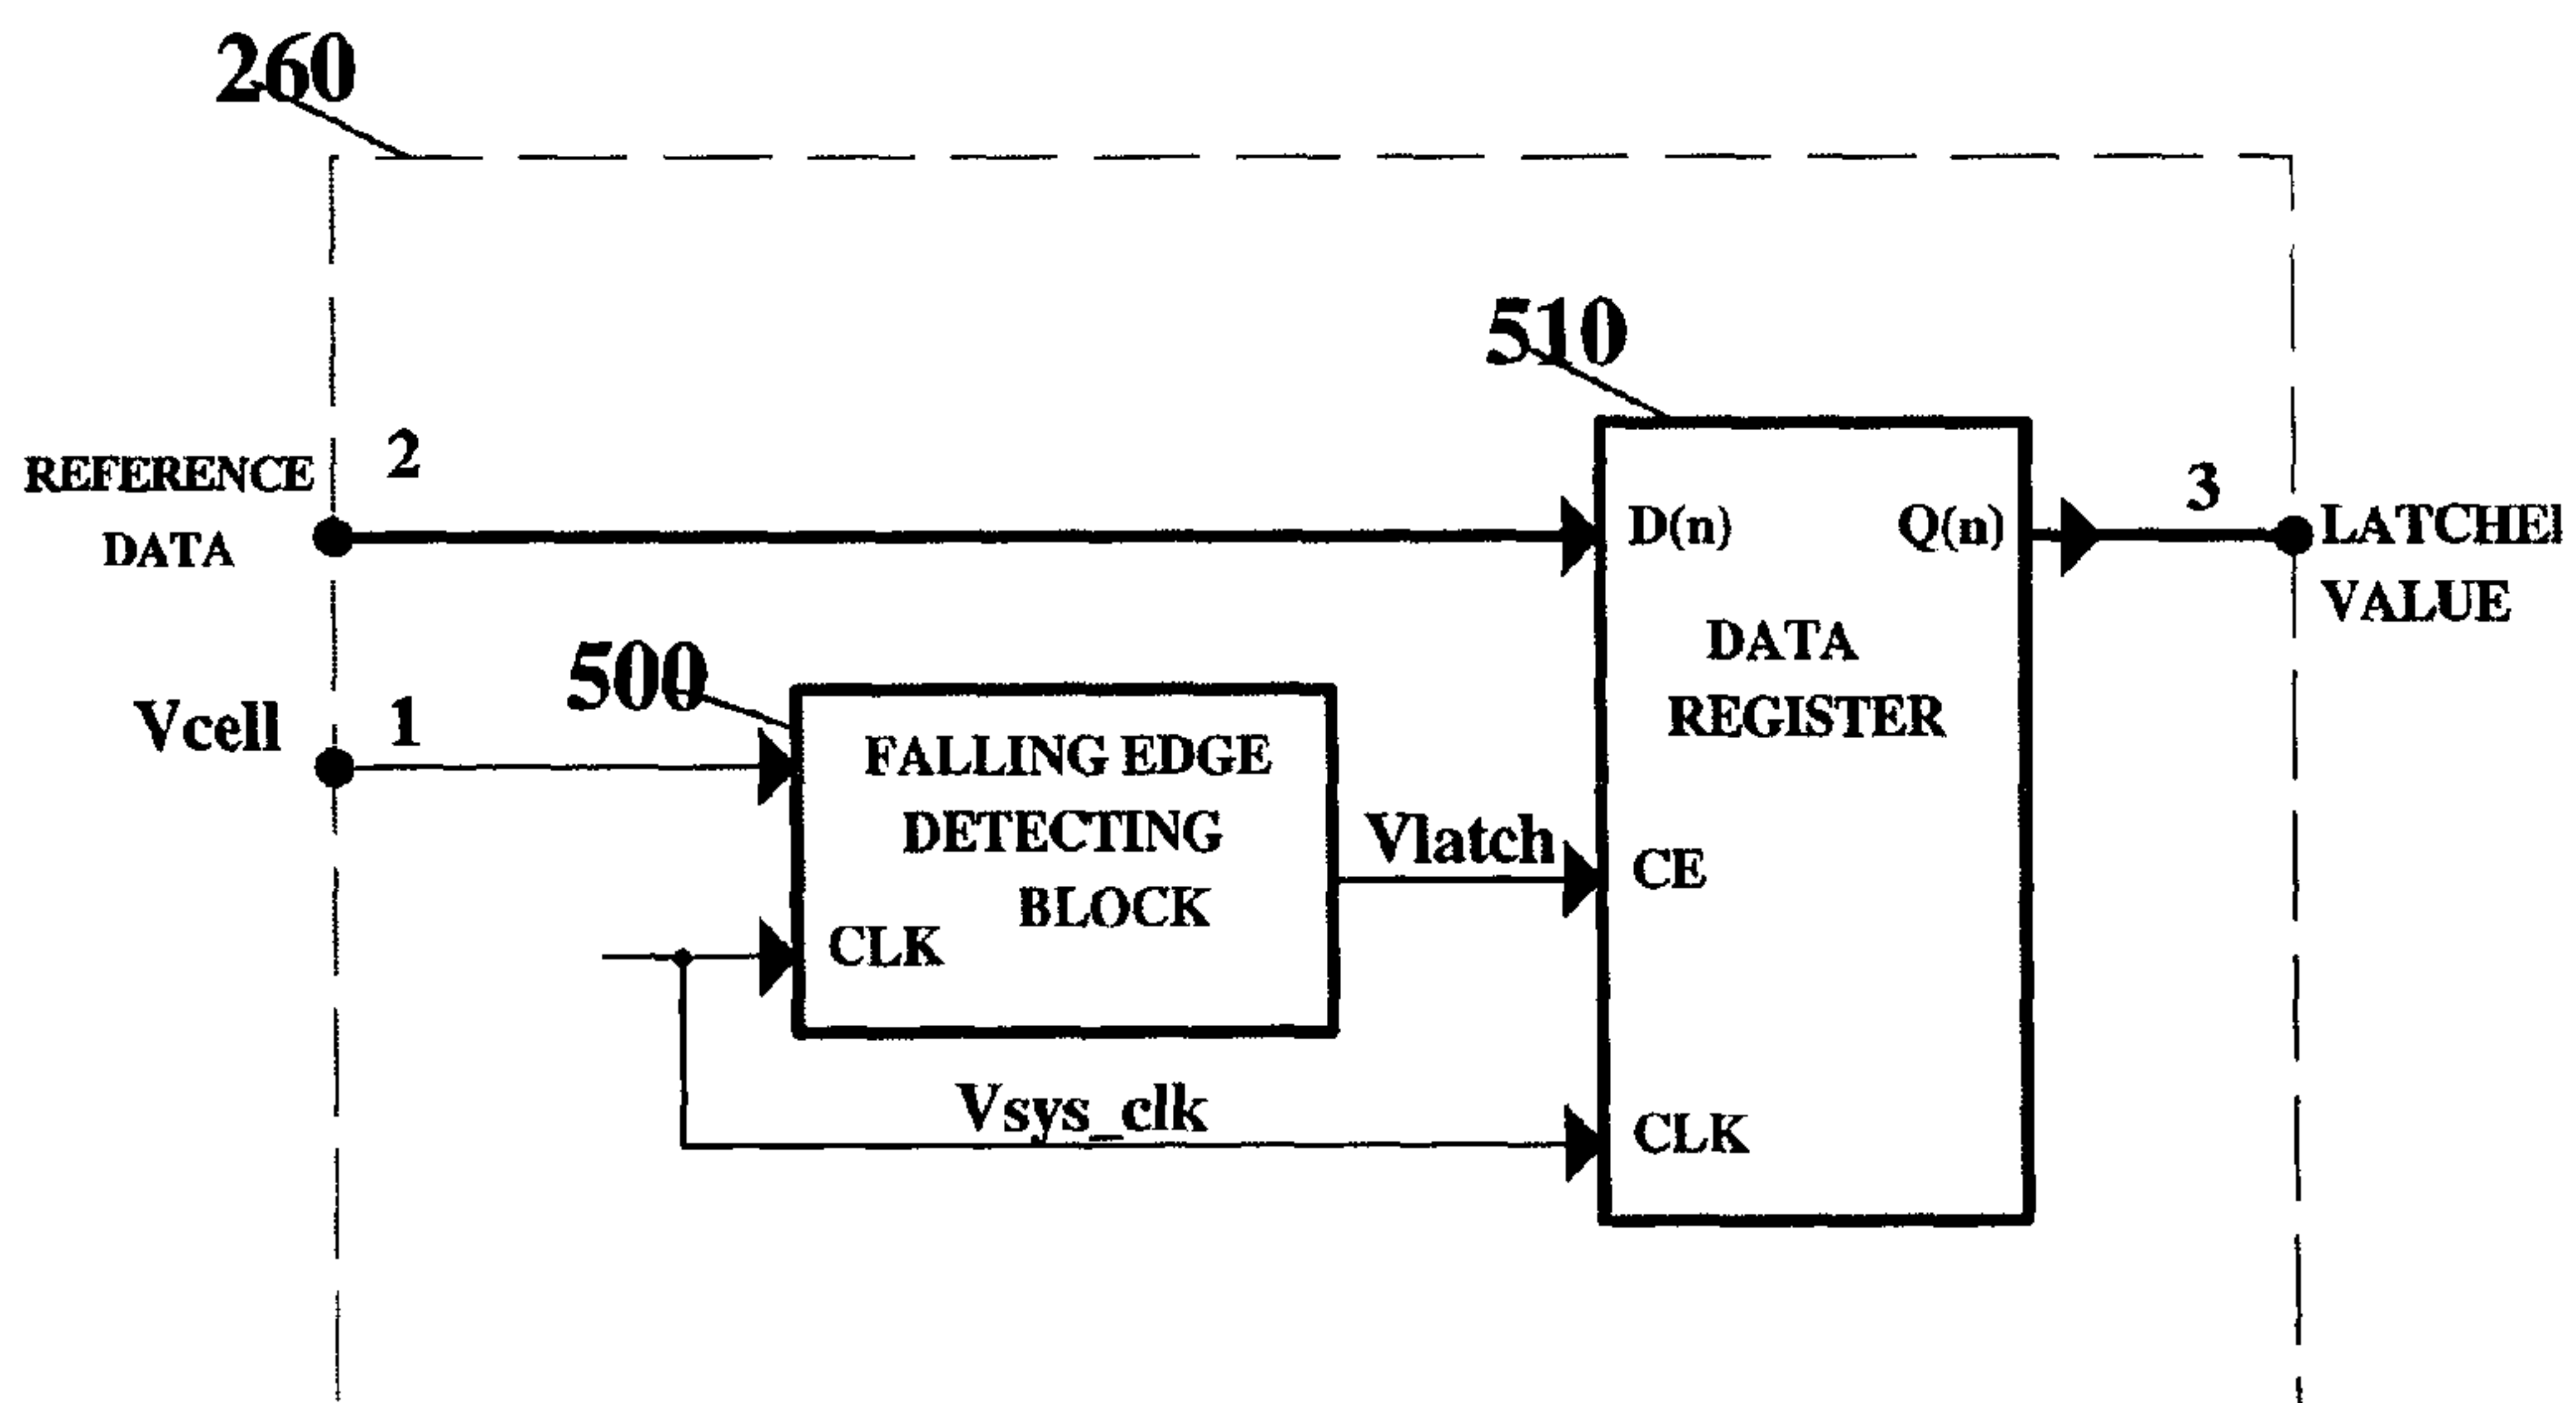 260
510
REFERENCE
DATA
2
D(n)
Q(n)
3
DATA
REGISTER
VALUE
Vcell
1
500
FALLING EDGE
DETECTING
BLOCK
CLK
Vlatch
CE
Vsys_clk
CLK